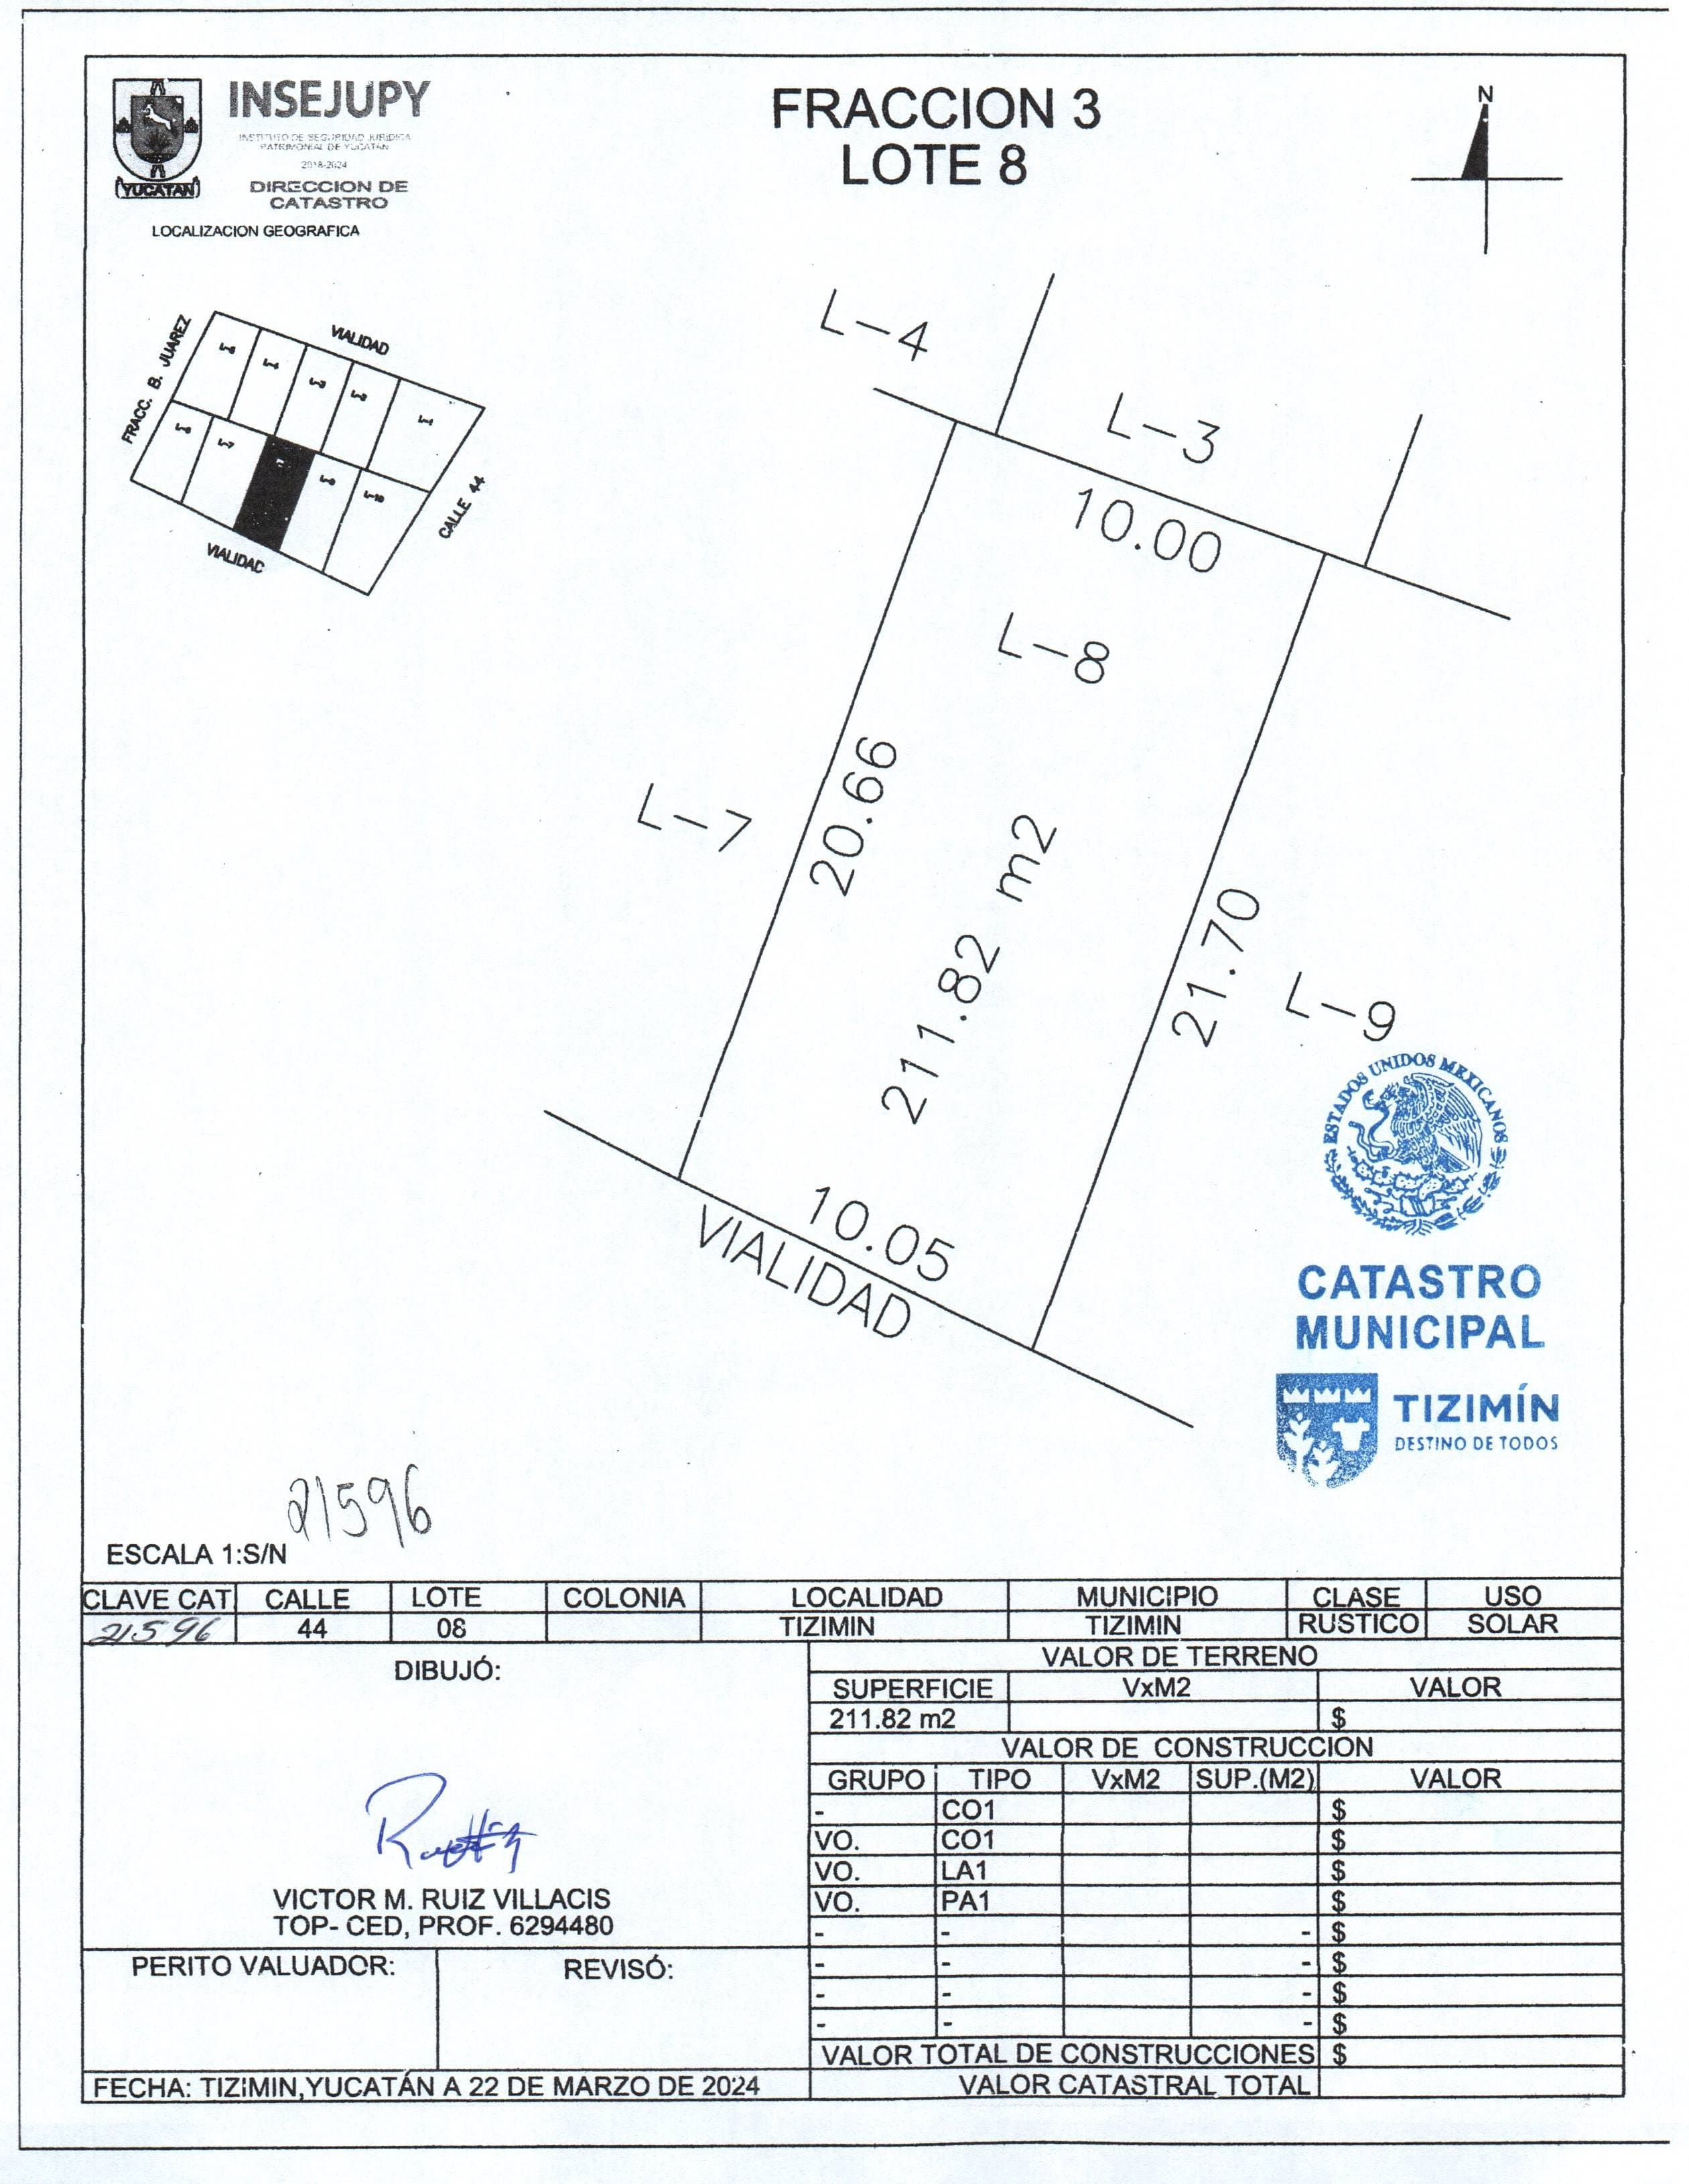 INSEJUPY
INSTITUTO DE SEGURIDAD JURIDICA
PATRIMONIAL DE YUCATAN
2018-2024
DIRECCION DE
CATASTRO
YUCATAN
LOCALIZACION GEOGRAFICA
FRACCION 3
LOTE 8
N
FRACC. B. JUAREZ
VIALIDAD
L-7
L-9
L-10
CALLE 44
VIALIDAD
L-4
L-3
10.00
L-8
20.66
L-7
211.82 m2
21.70
L-9
10.05
VIALIDAD
ESTADOS UNIDOS MEXICANOS
CATASTRO
MUNICIPAL
TIZIMÍN
DESTINO DE TODOS
21596
ESCALA 1:S/N
CLAVE CAT CALLE LOTE COLONIA LOCALIDAD MUNICIPIO CLASE USO
21596 44 08 TIZIMIN TIZIMIN RUSTICO SOLAR
DIBUJÓ:
VICTOR M. RUIZ VILLACIS
TOP- CED, PROF. 6294480
PERITO VALUADOR: REVISÓ:
FECHA: TIZIMIN,YUCATÁN A 22 DE MARZO DE 2024
VALOR DE TERRENO
SUPERFICIE VxM2 VALOR
211.82 m2 $
VALOR DE CONSTRUCCION
GRUPO TIPO VxM2 SUP.(M2) VALOR
- CO1 $
VO. CO1 $
VO. LA1 $
VO. PA1 $
- - - $
- - - $
- - - $
- - - $
VALOR TOTAL DE CONSTRUCCIONES $
VALOR CATASTRAL TOTAL